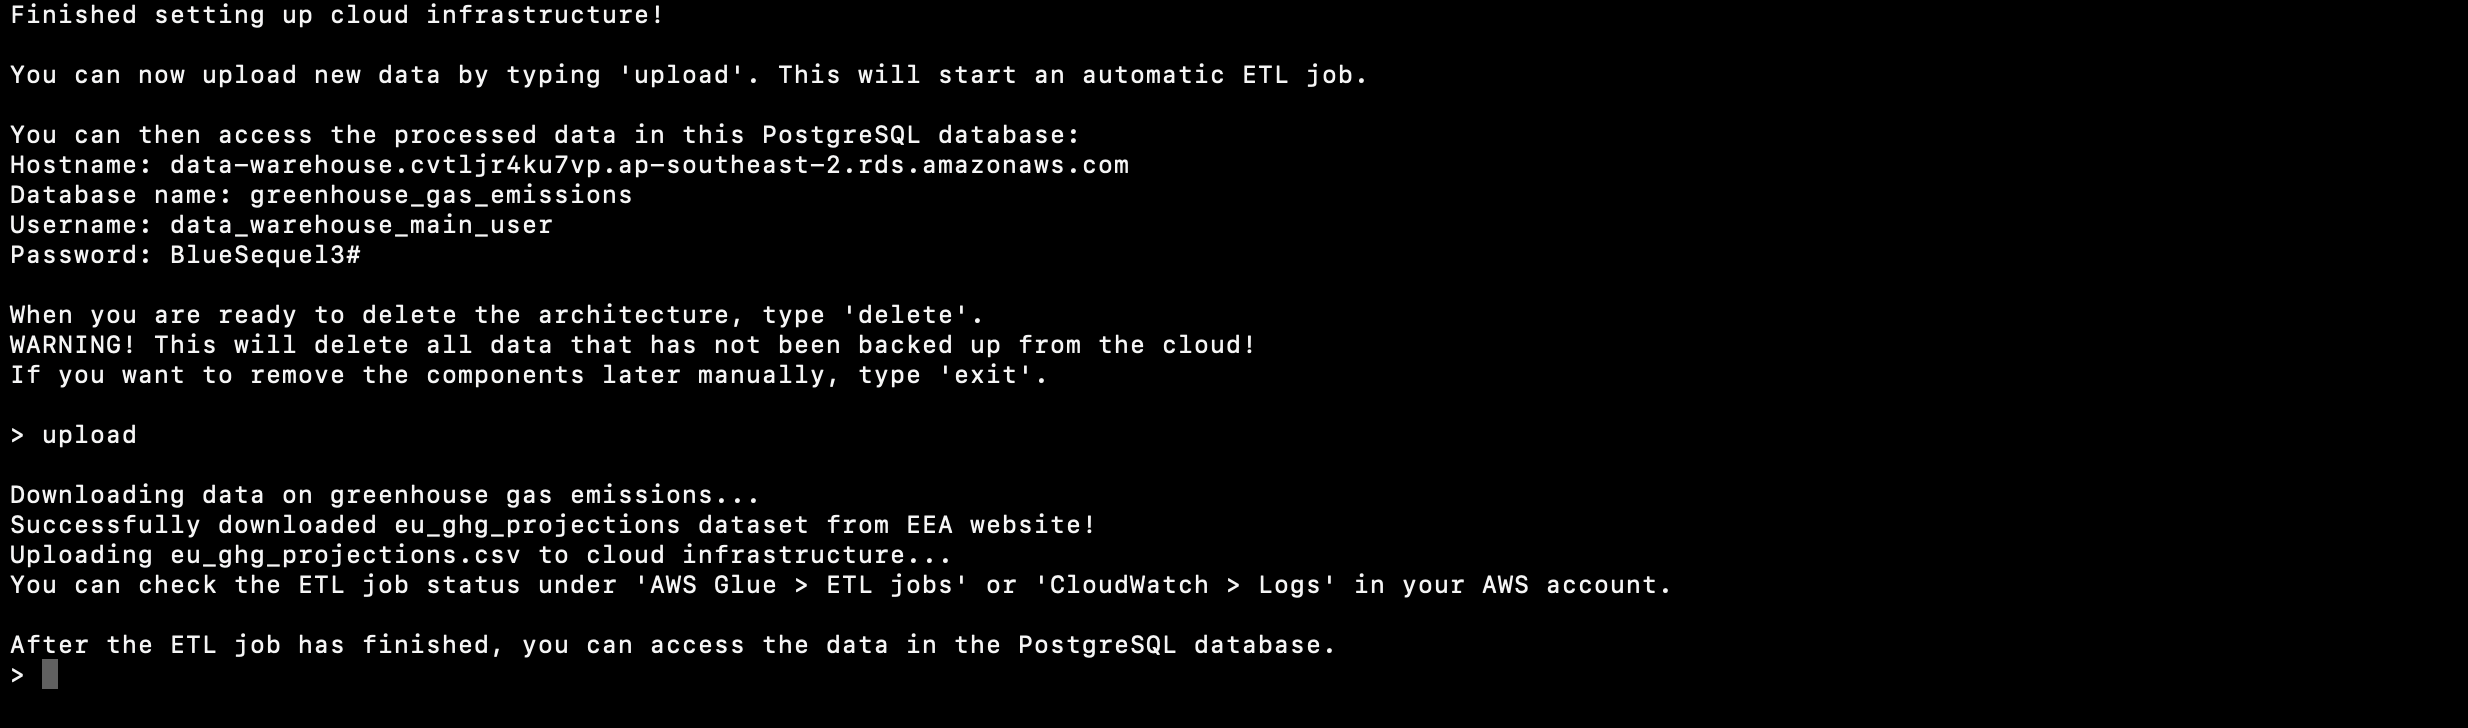 Finished setting up cloud infrastructure!
You can now upload new data by typing 'upload'. This will start an automatic ETL job.
You can then access the processed data in this PostgreSQL database:
Hostname: data-warehouse.cvtljr4ku7vp.ap-southeast-2.rds.amazonaws.com
Database name: greenhouse_gas_emissions
Username: data_warehouse_main_user
Password: BlueSequel3#
When you are ready to delete the architecture, type 'delete'.
WARNING! This will delete all data that has not been backed up from the cloud!
If you want to remove the components later manually, type 'exit'.
> upload
Downloading data on greenhouse gas emissions...
Successfully downloaded eu_ghg_projections dataset from EEA website!
Uploading eu_ghg_projections.csv to cloud infrastructure...
You can check the ETL job status under 'AWS Glue > ETL jobs' or 'CloudWatch > Logs' in your AWS account.
After the ETL job has finished, you can access the data in the PostgreSQL database.
>